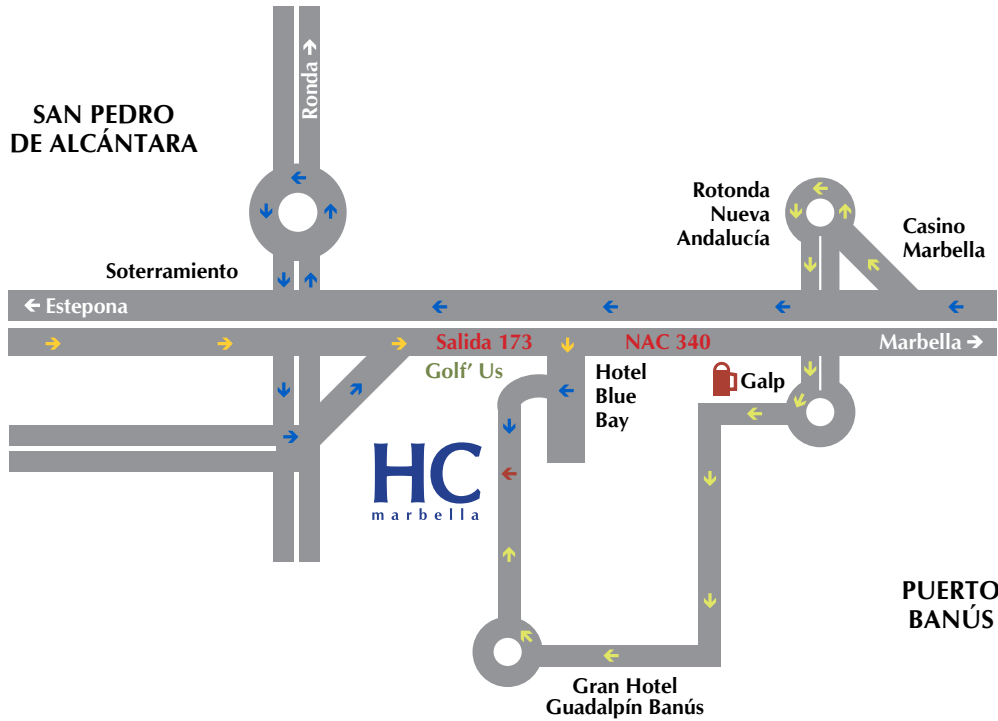 Ronda →
SAN PEDRO
DE ALCÁNTARA
Rotonda
Nueva
Andalucía
Casino
Marbella
Soterramiento
← Estepona
Salida 173
NAC 340
Marbella →
Golf' Us
Hotel
Blue
Bay
Galp
HC
marbella
PUERTO
BANÚS
Gran Hotel
Guadalpín Banús